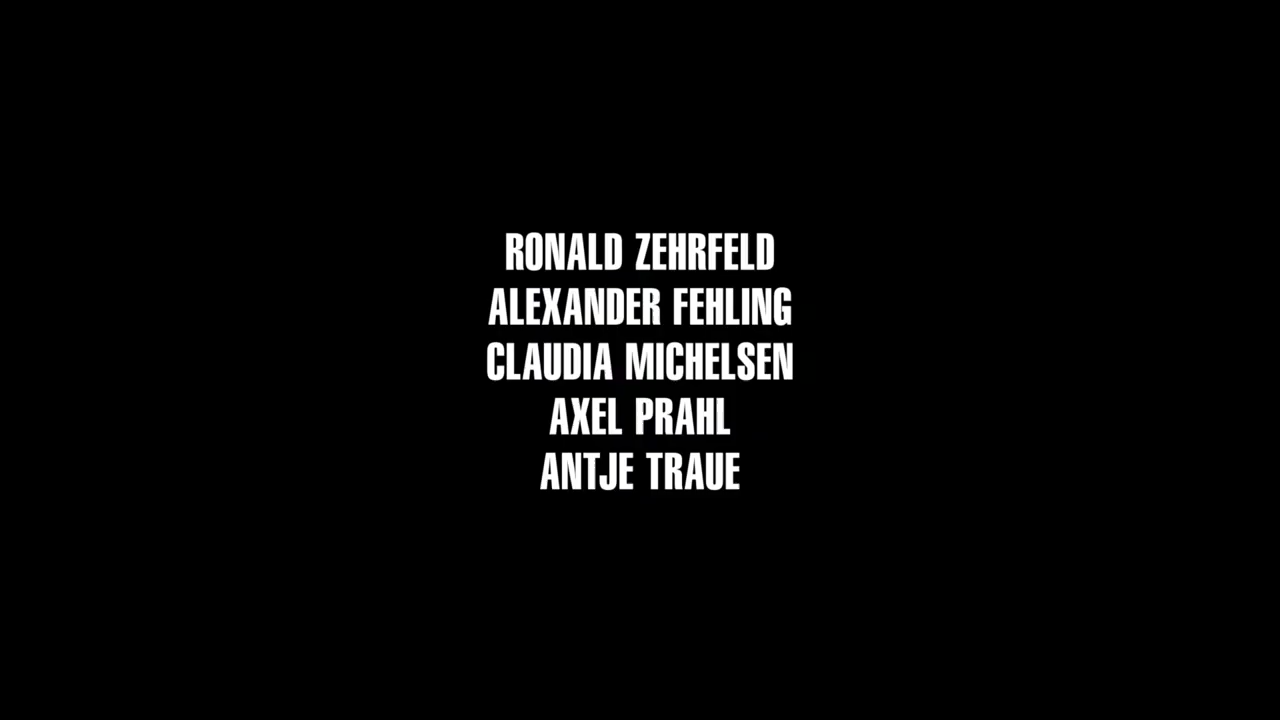 RONALD ZEHRFELD
ALEXANDER FEHLING
CLAUDIA MICHELSEN
AXEL PRAHL
ANTJE TRAUE